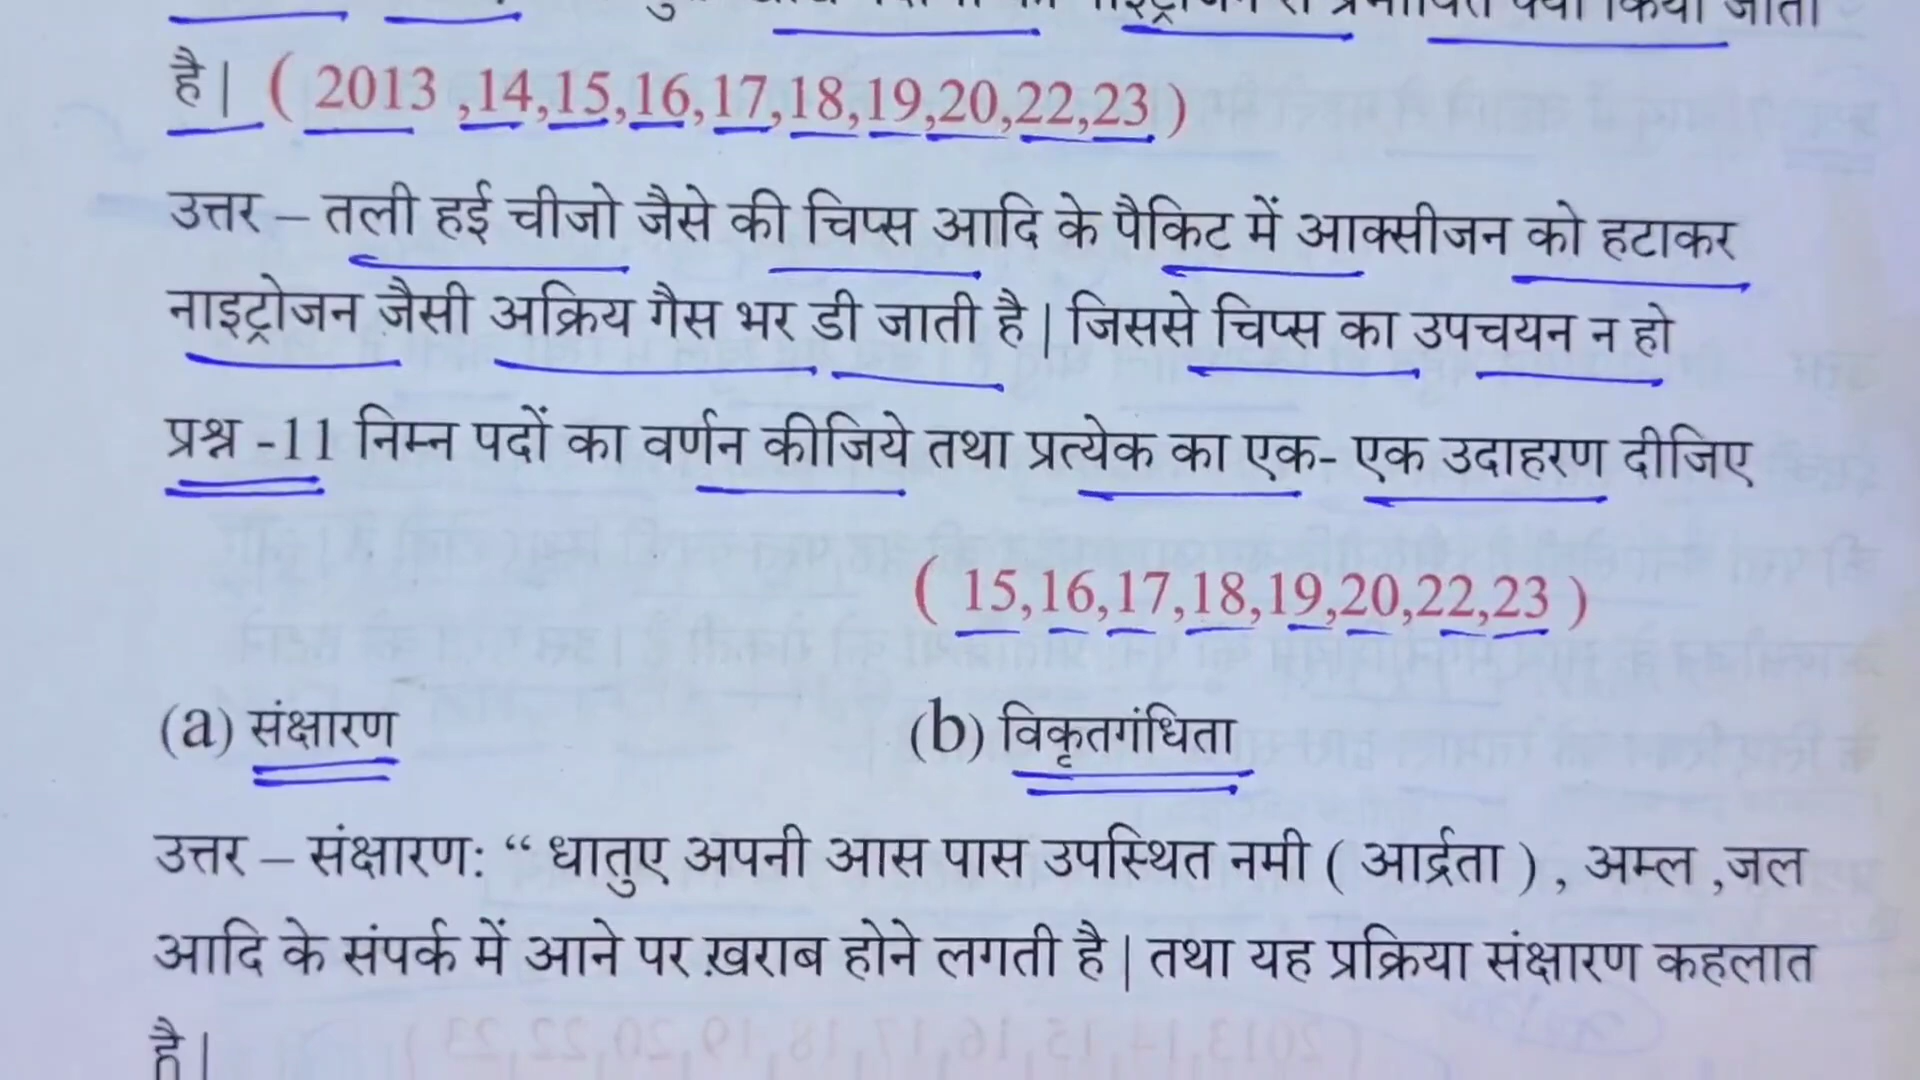 नाइट्रोजन से प्रभावित क्यों किया जाता
है| ( 2013 ,14,15,16,17,18,19,20,22,23 )
उत्तर – तली हई चीजो जैसे की चिप्स आदि के पैकिट में आक्सीजन को हटाकर
नाइट्रोजन जैसी अक्रिय गैस भर डी जाती है | जिससे चिप्स का उपचयन न हो
प्रश्न -11 निम्न पदों का वर्णन कीजिये तथा प्रत्येक का एक- एक उदाहरण दीजिए
( 15,16,17,18,19,20,22,23 )
(a) संक्षारण (b) विकृतगंधिता
उत्तर – संक्षारण: “ धातुए अपनी आस पास उपस्थित नमी ( आर्द्रता ) , अम्ल ,जल
आदि के संपर्क में आने पर ख़राब होने लगती है | तथा यह प्रक्रिया संक्षारण कहलात
है |